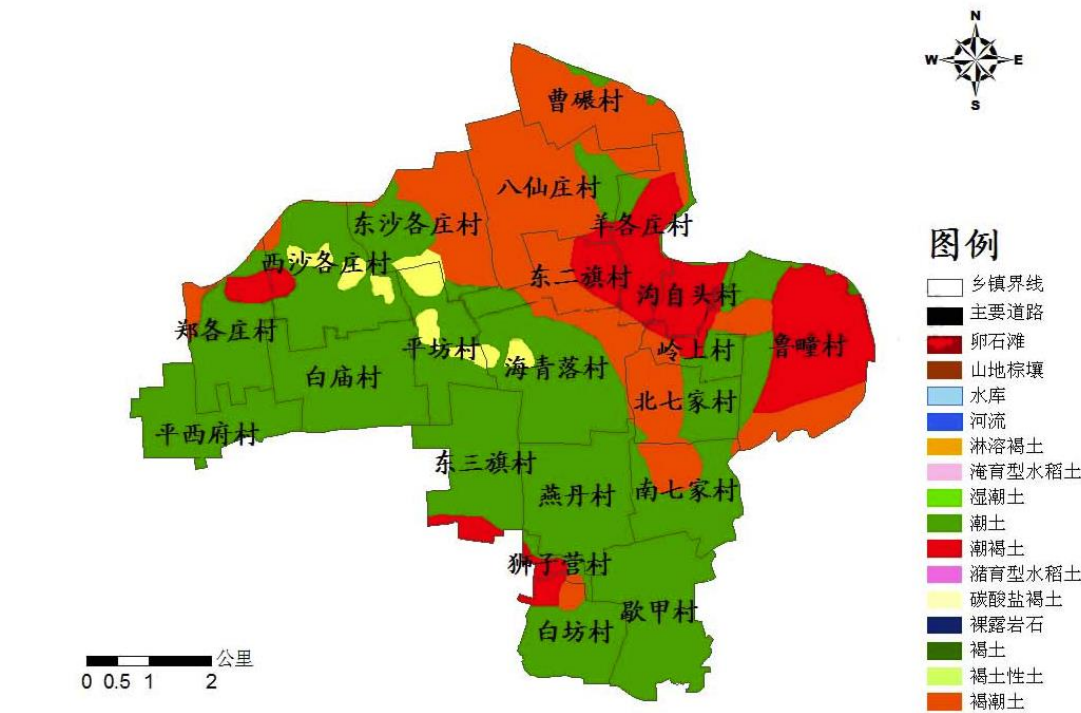 N
W E
S
曹碾村
八仙庄村
东沙各庄村
羊各庄村
西沙各庄村
东二旗村
沟自头村
郑各庄村
平坊村
海青落村
岭上村
鲁疃村
白庙村
北七家村
平西府村
东三旗村
燕丹村
南七家村
狮子营村
歇甲村
白坊村
图例
乡镇界线
主要道路
卵石滩
山地棕壤
水库
河流
淋溶褐土
淹育型水稻土
湿潮土
潮土
潮褐土
潴育型水稻土
碳酸盐褐土
裸露岩石
褐土
褐土性土
褐潮土
公里
0 0.5 1 2